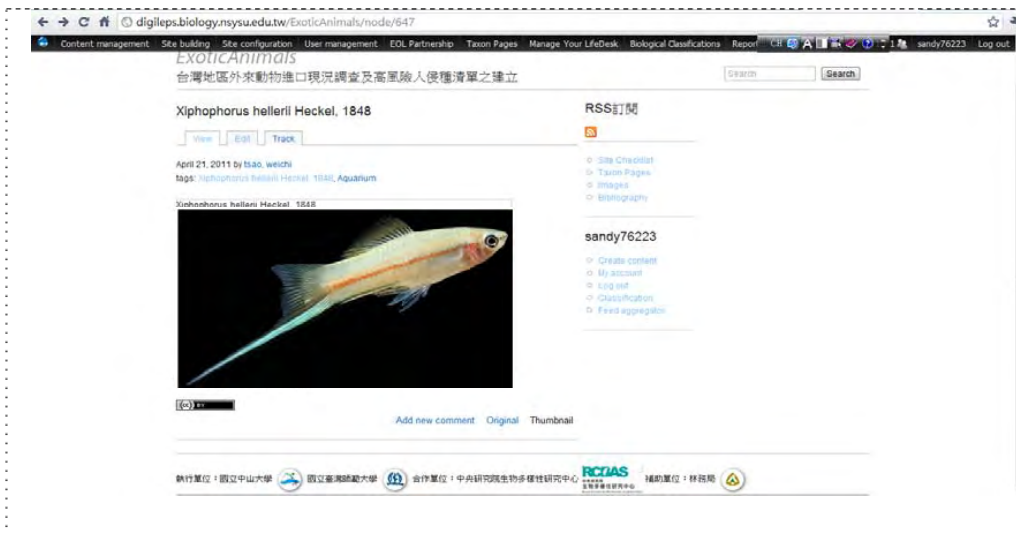 digileps.biology.nsysu.edu.tw/ExoticAnimals/node/647
Content management Site building Site configuration User management EOL Partnership Taxon Pages Manage Your LifeDesk Biological Classifications Repor CH sandy76223 Log out
ExoticAnimals
台灣地區外來動物進口現況調查及高風險入侵種清單之建立
Search Search
Xiphophorus hellerii Heckel, 1848
View Edit Track
April 21, 2011 by tsao, weichi
tags: Xiphophorus hellerii Heckel, 1848, Aquarium
Xiphophorus hellerii Heckel, 1848
(cc) BY
Add new comment Original Thumbnail
RSS訂閱
Site Checklist
Taxon Pages
Images
Bibliography
sandy76223
Create content
My account
Log out
Classification
Feed aggregator
執行單位：國立中山大學 國立臺灣師範大學 合作單位：中央研究院生物多樣性研究中心 補助單位：林務局